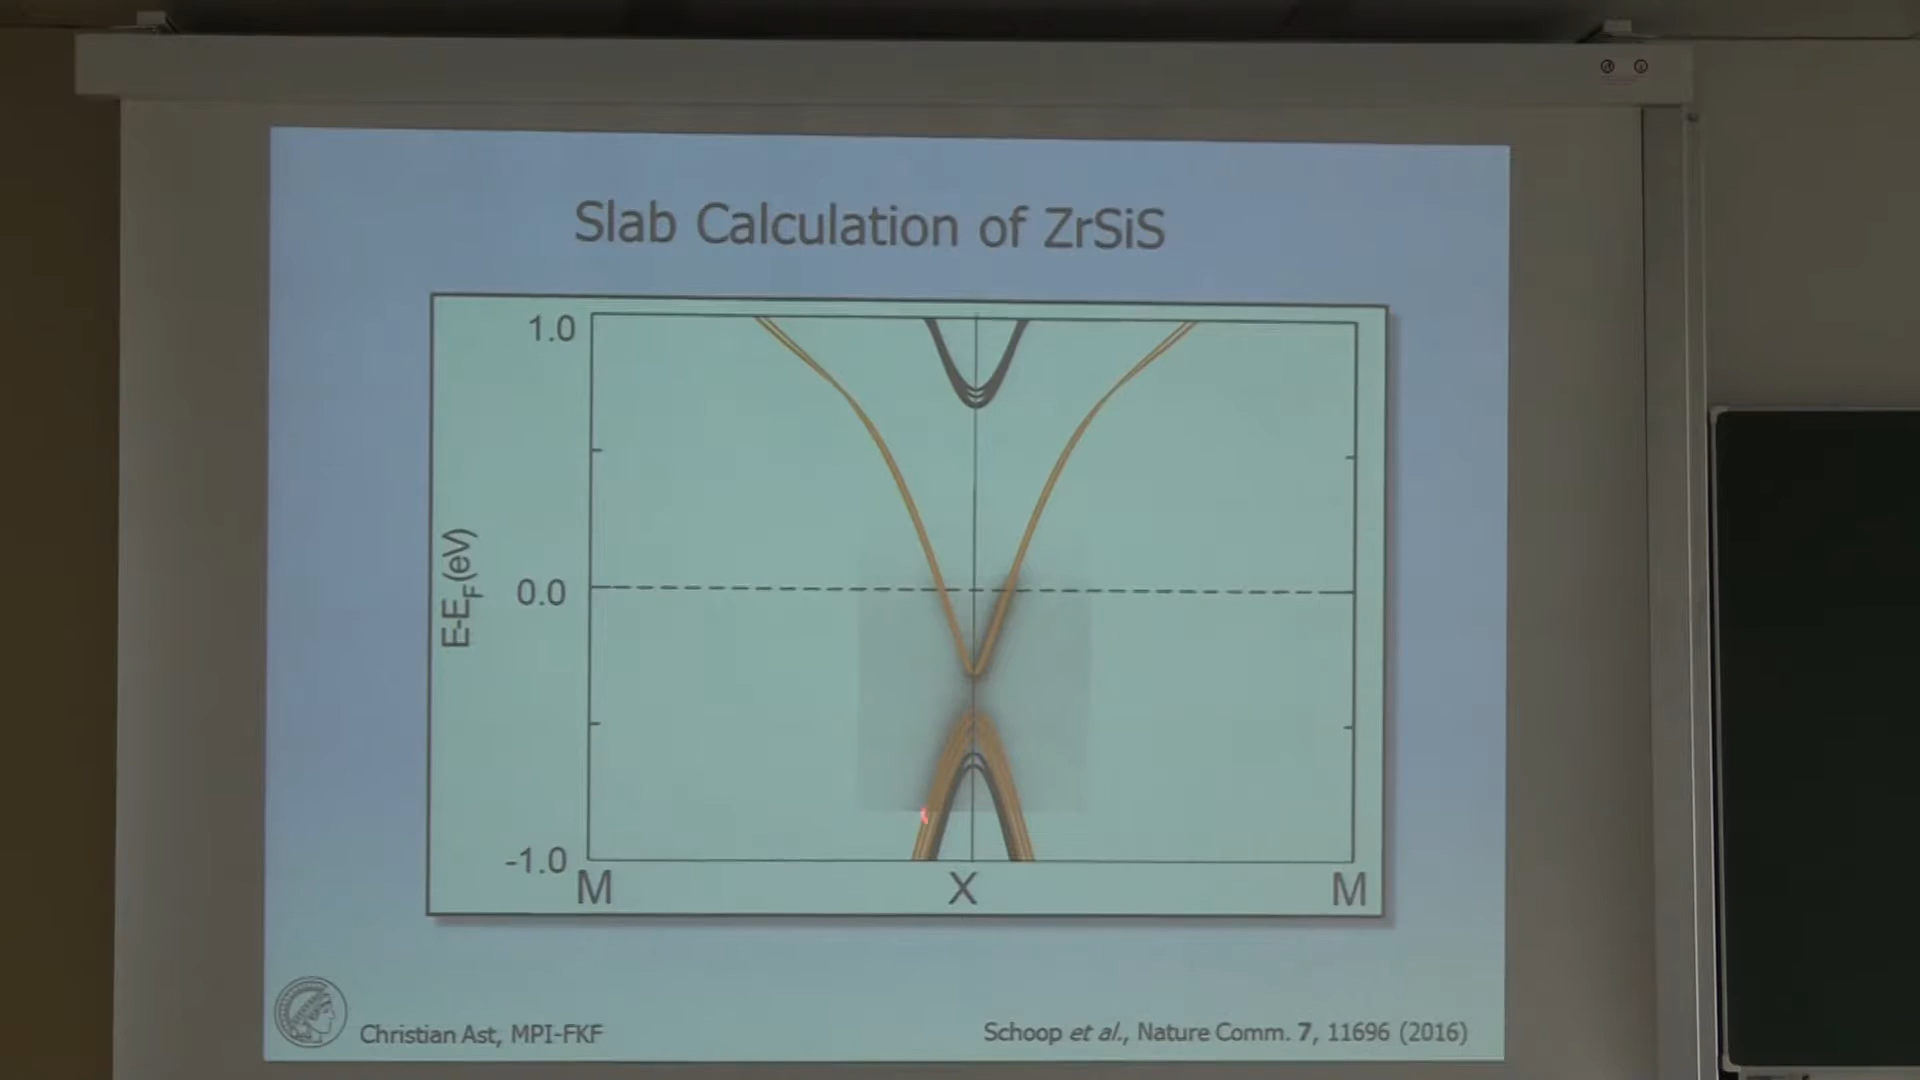 Slab Calculation of ZrSiS
1.0
E-EF(eV)
0.0
-1.0
M X M
Christian Ast, MPI-FKF
Schoop et al., Nature Comm. 7, 11696 (2016)